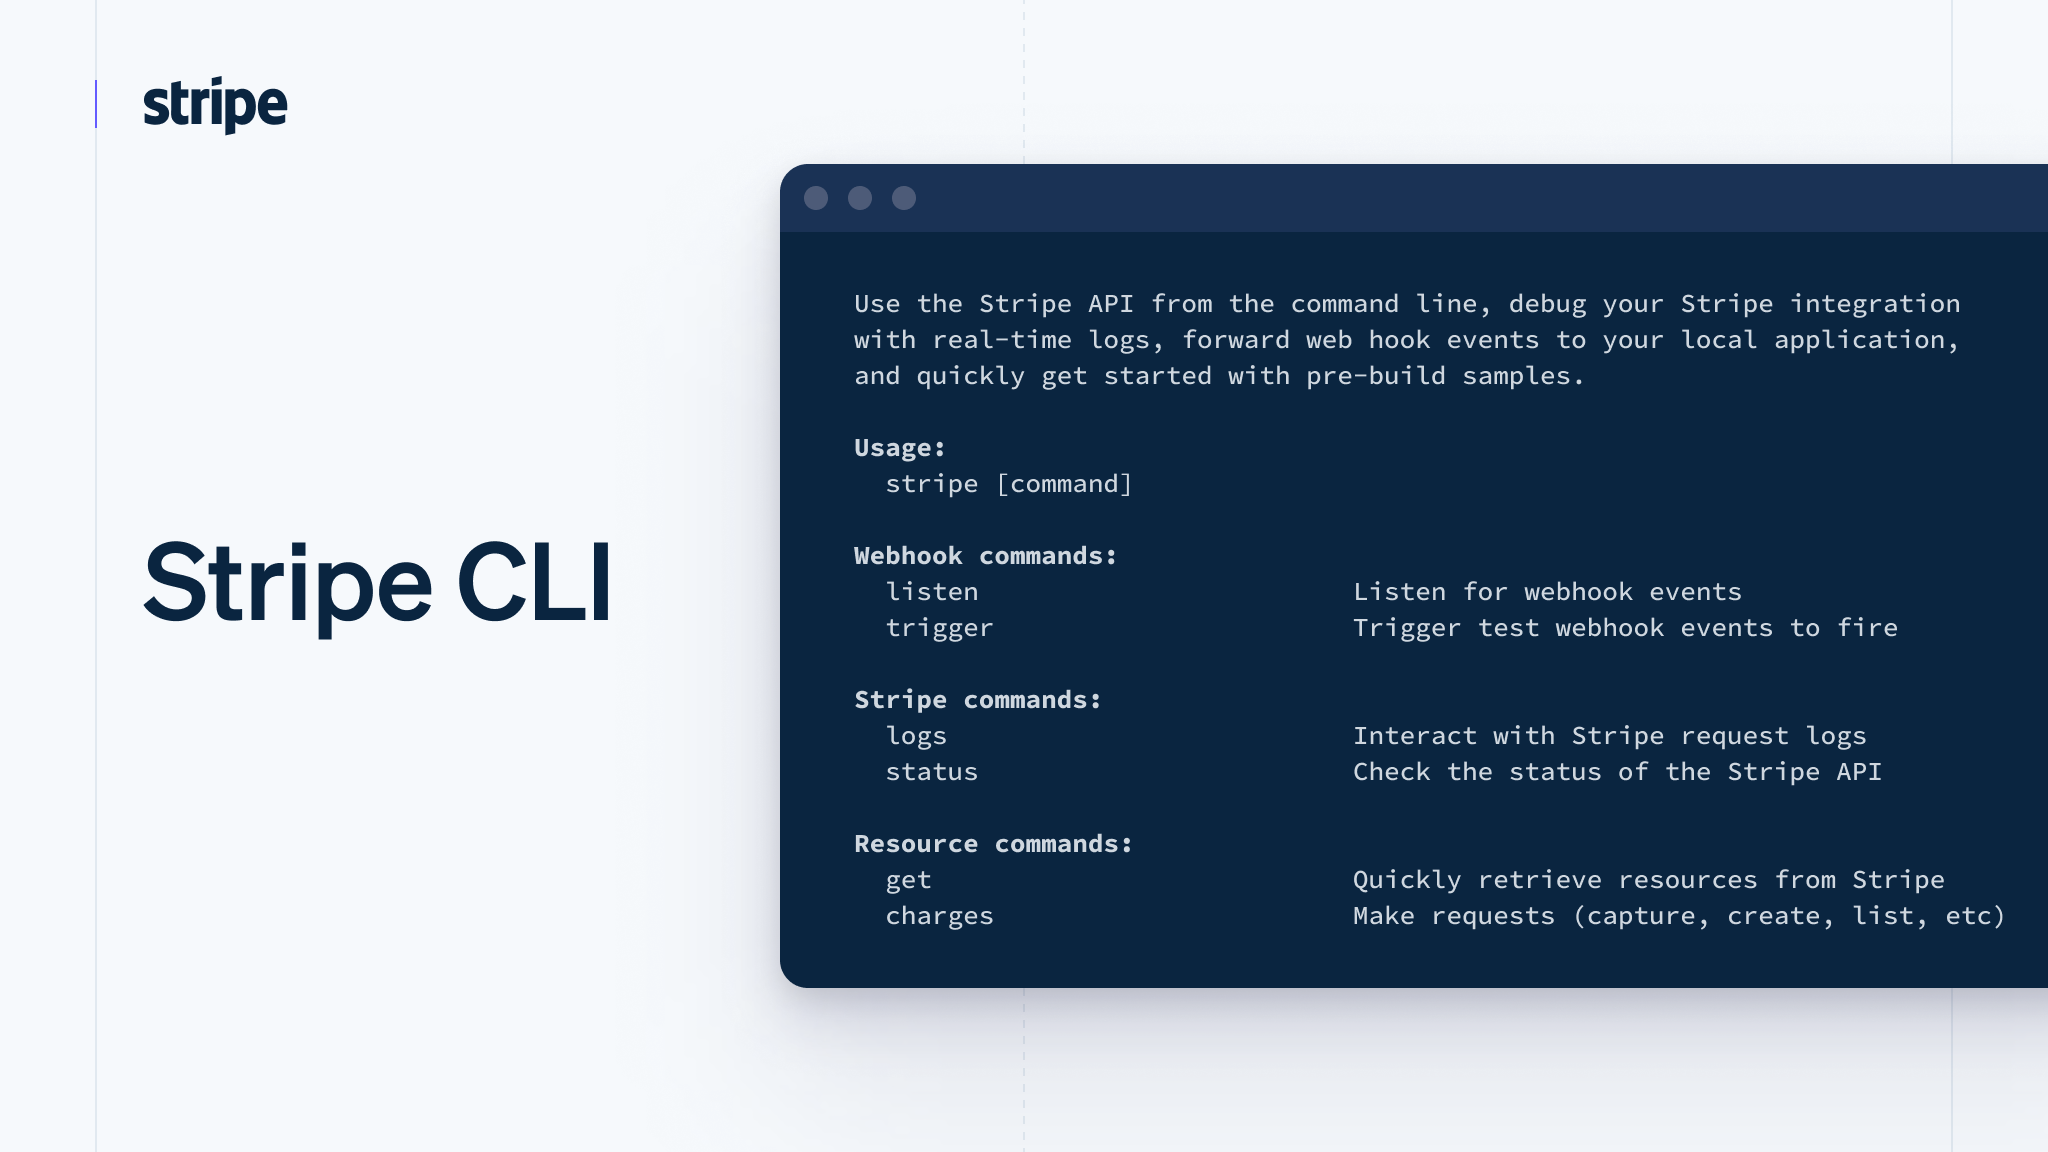 stripe
Stripe CLI
Use the Stripe API from the command line, debug your Stripe integration
with real-time logs, forward web hook events to your local application,
and quickly get started with pre-build samples.
Usage:
stripe [command]
Webhook commands:
listen Listen for webhook events
trigger Trigger test webhook events to fire
Stripe commands:
logs Interact with Stripe request logs
status Check the status of the Stripe API
Resource commands:
get Quickly retrieve resources from Stripe
charges Make requests (capture, create, list, etc)